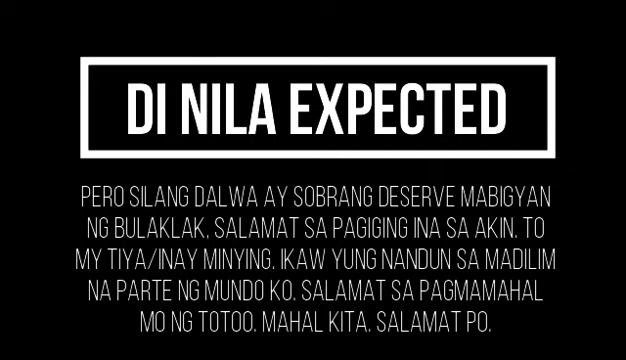 DI NILA EXPECTED
PERO SILANG DALWA AY SOBRANG DESERVE MABIGYAN
NG BULAKLAK. SALAMAT SA PAGIGING INA SA AKIN. TO
MY TIYA/INAY MINYING. IKAW YUNG NANDUN SA MADILIM
NA PARTE NG MUNDO KO. SALAMAT SA PAGMAMAHAL
MO NG TOTOO. MAHAL KITA. SALAMAT PO.